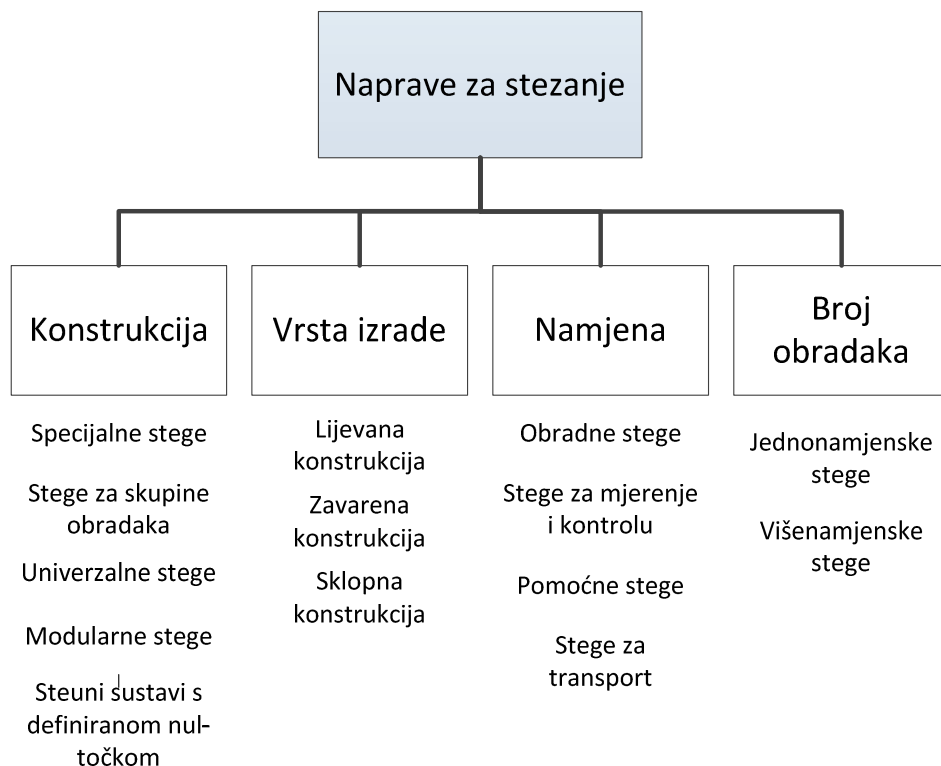 Naprave za stezanje
Konstrukcija
Specijalne stege
Stege za skupine
obradaka
Univerzalne stege
Modularne stege
Steuni sustavi s
definiranom nul-
točkom
Vrsta izrade
Lijevana
konstrukcija
Zavarena
konstrukcija
Sklopna
konstrukcija
Namjena
Obradne stege
Stege za mjerenje
i kontrolu
Pomoćne stege
Stege za
transport
Broj
obradaka
Jednonamjenske
stege
Višenamjenske
stege